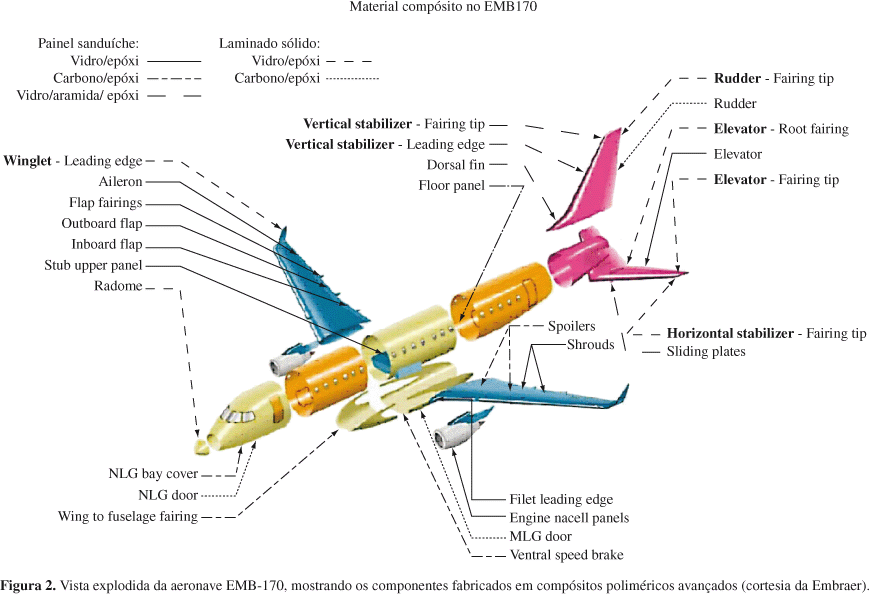 Material compósito no EMB170
Painel sanduíche:
Vidro/epóxi
Carbono/epóxi
Vidro/aramida/ epóxi
Laminado sólido:
Vidro/epóxi
Carbono/epóxi
Rudder - Fairing tip
Rudder
Elevator - Root fairing
Elevator
Elevator - Fairing tip
Vertical stabilizer - Fairing tip
Vertical stabilizer - Leading edge
Dorsal fin
Floor panel
Winglet - Leading edge
Aileron
Flap fairings
Outboard flap
Inboard flap
Stub upper panel
Radome
Spoilers
Shrouds
Horizontal stabilizer - Fairing tip
Sliding plates
NLG bay cover
NLG door
Wing to fuselage fairing
Filet leading edge
Engine nacell panels
MLG door
Ventral speed brake
Figura 2. Vista explodida da aeronave EMB-170, mostrando os componentes fabricados em compósitos poliméricos avançados (cortesia da Embraer).